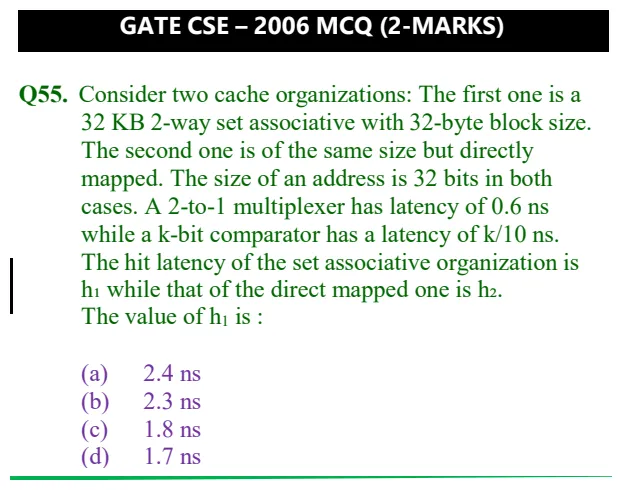 GATE CSE – 2006 MCQ (2-MARKS)
Q55. Consider two cache organizations: The first one is a
32 KB 2-way set associative with 32-byte block size.
The second one is of the same size but directly
mapped. The size of an address is 32 bits in both
cases. A 2-to-1 multiplexer has latency of 0.6 ns
while a k-bit comparator has a latency of k/10 ns.
The hit latency of the set associative organization is
h₁ while that of the direct mapped one is h₂.
The value of h₁ is :
(a) 2.4 ns
(b) 2.3 ns
(c) 1.8 ns
(d) 1.7 ns